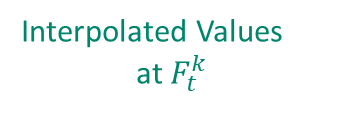 Interpolated Values
at $F_t^k$